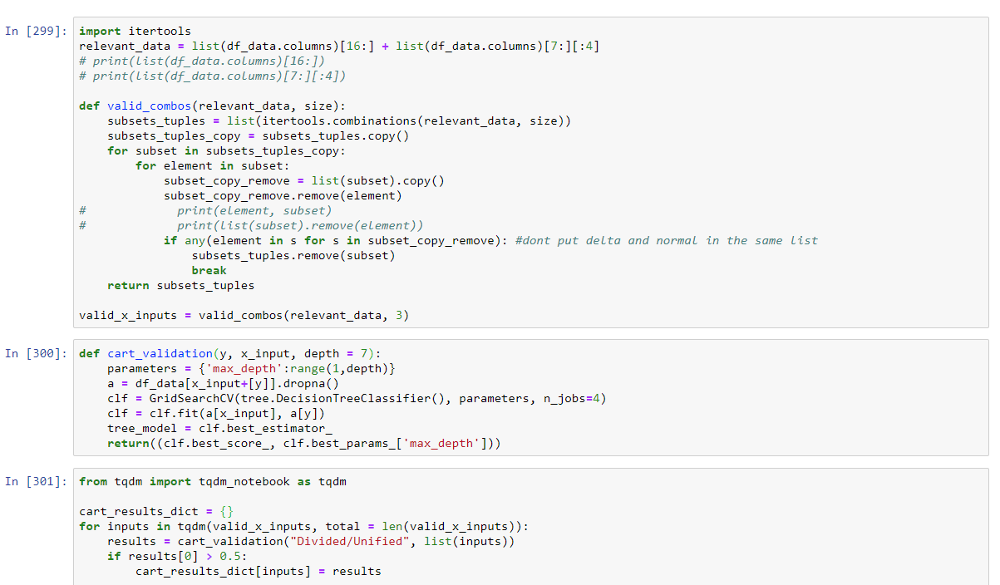 In [299]:
import itertools
relevant_data = list(df_data.columns)[16:] + list(df_data.columns)[7:][:4]
# print(list(df_data.columns)[16:])
# print(list(df_data.columns)[7:][:4])
def valid_combos(relevant_data, size):
    subsets_tuples = list(itertools.combinations(relevant_data, size))
    subsets_tuples_copy = subsets_tuples.copy()
    for subset in subsets_tuples_copy:
        for element in subset:
            subset_copy_remove = list(subset).copy()
            subset_copy_remove.remove(element)
#             print(element, subset)
#             print(list(subset).remove(element))
            if any(element in s for s in subset_copy_remove): #dont put delta and normal in the same list
                subsets_tuples.remove(subset)
                break
    return subsets_tuples
valid_x_inputs = valid_combos(relevant_data, 3)
In [300]:
def cart_validation(y, x_input, depth = 7):
    parameters = {'max_depth':range(1,depth)}
    a = df_data[x_input+[y]].dropna()
    clf = GridSearchCV(tree.DecisionTreeClassifier(), parameters, n_jobs=4)
    clf = clf.fit(a[x_input], a[y])
    tree_model = clf.best_estimator_
    return((clf.best_score_, clf.best_params_['max_depth']))
In [301]:
from tqdm import tqdm_notebook as tqdm
cart_results_dict = {}
for inputs in tqdm(valid_x_inputs, total = len(valid_x_inputs)):
    results = cart_validation("Divided/Unified", list(inputs))
    if results[0] > 0.5:
        cart_results_dict[inputs] = results